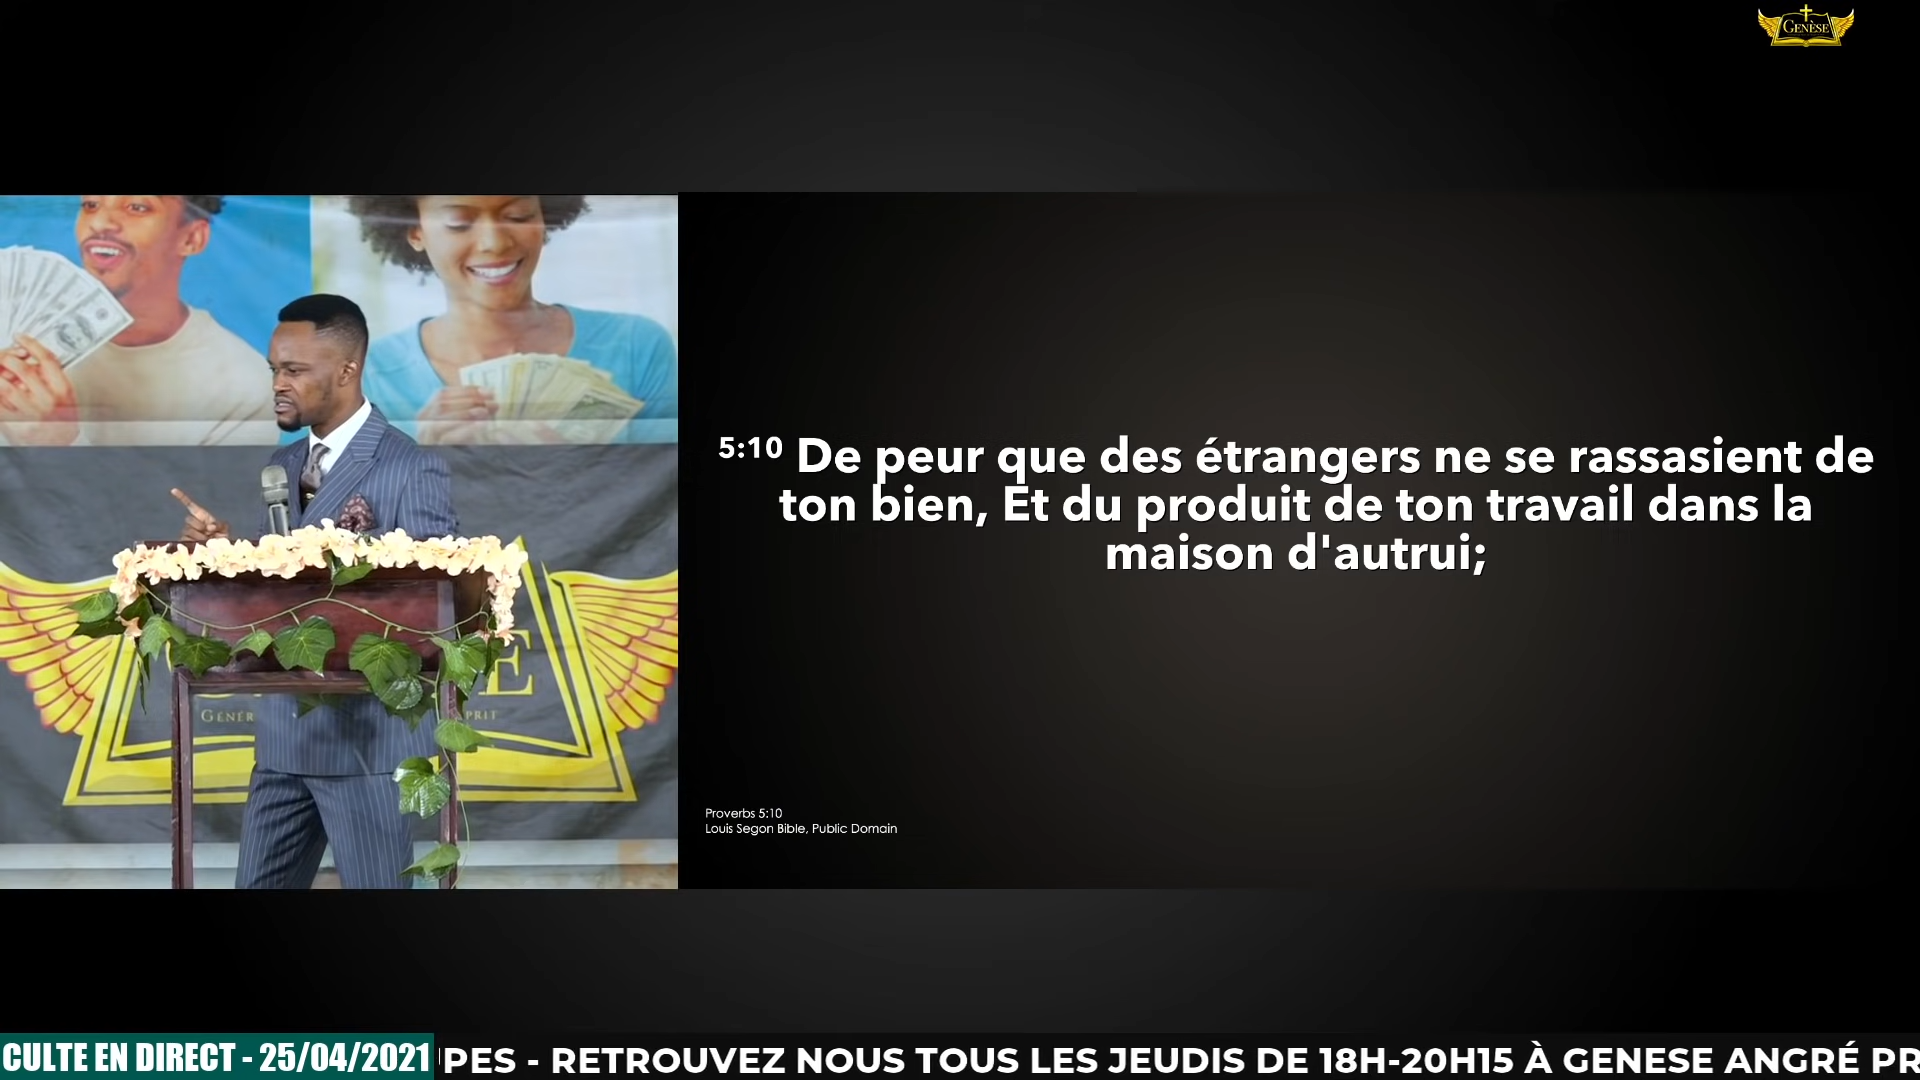 GENÈSE
5:10 De peur que des étrangers ne se rassasient de
ton bien, Et du produit de ton travail dans la
maison d'autrui;
E
GÉNÉR
PRIT
Proverbs 5:10
Louis Segon Bible, Public Domain
CULTE EN DIRECT - 25/04/2021
PES - RETROUVEZ NOUS TOUS LES JEUDIS DE 18H-20H15 À GENESE ANGRÉ PR